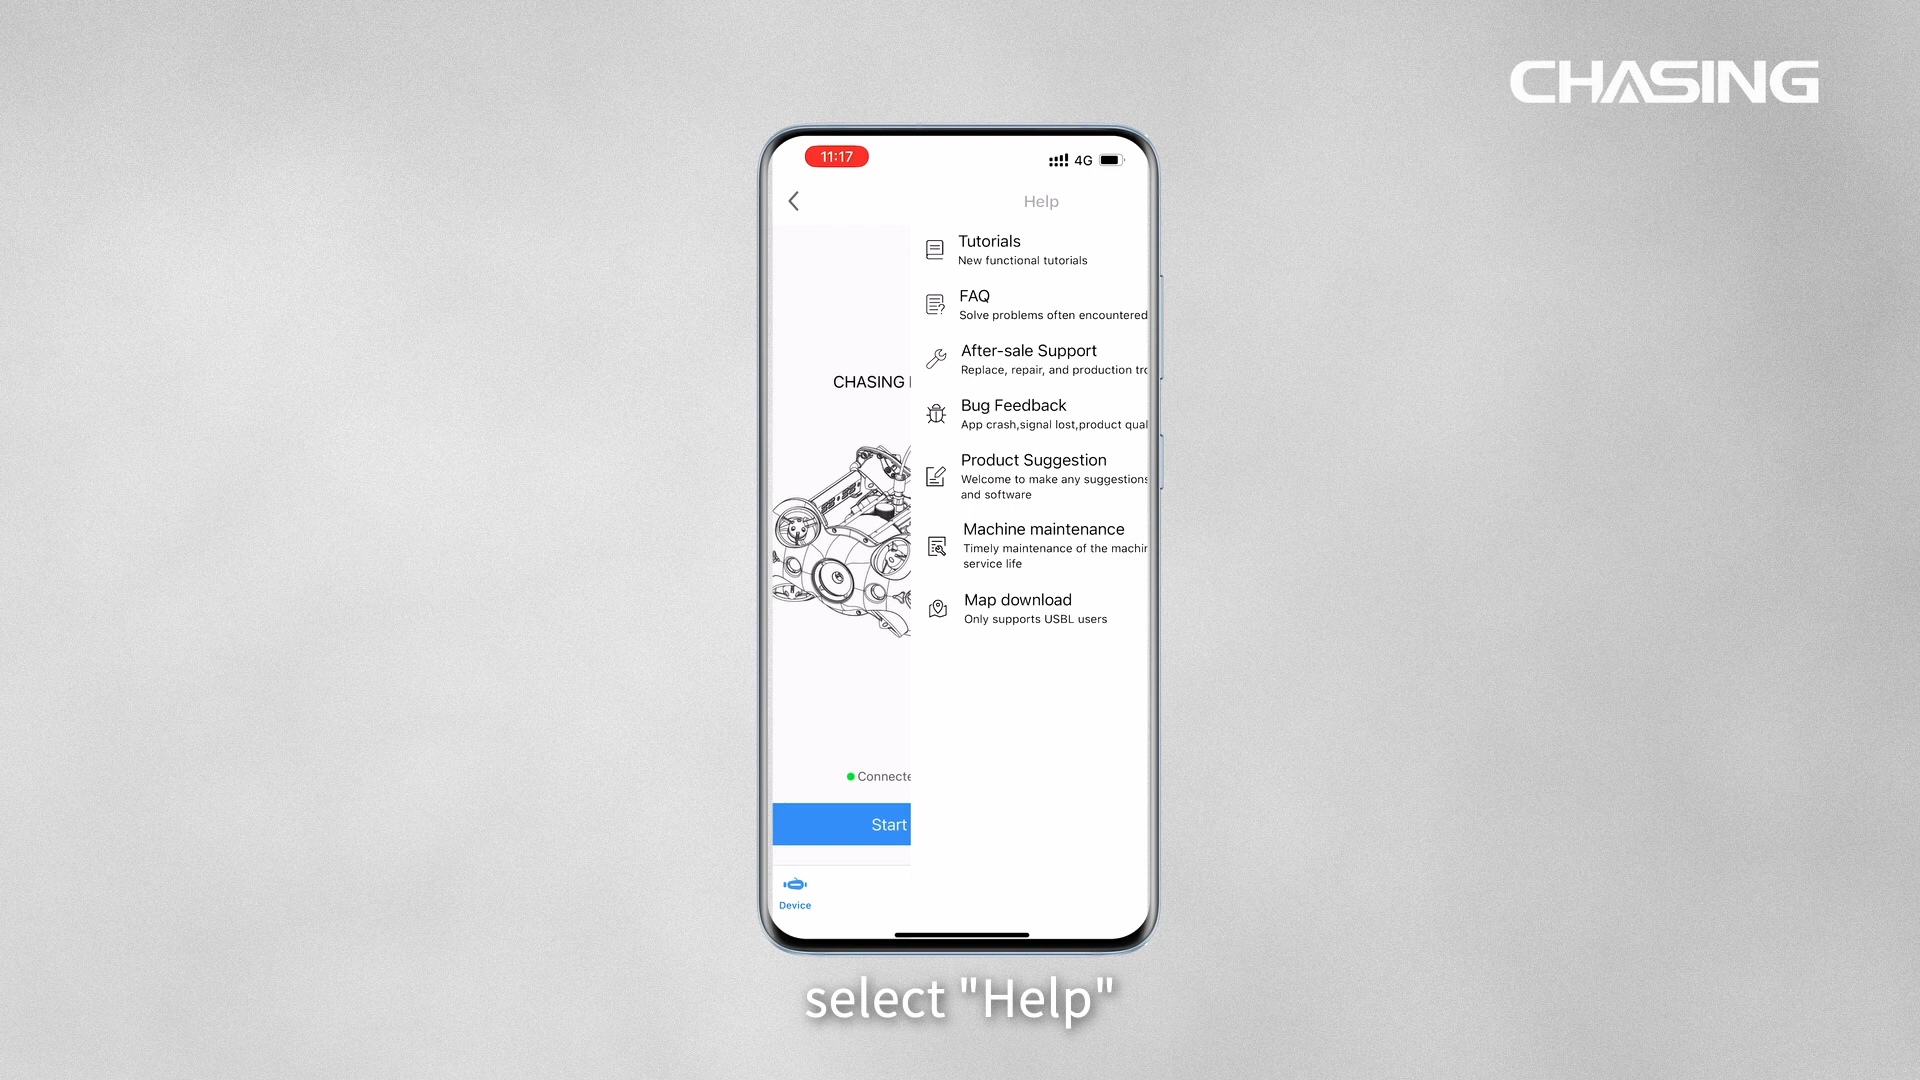 CHASING
11:17
4G
Help
Tutorials
New functional tutorials
FAQ
Solve problems often encountered
After-sale Support
Replace, repair, and production
CHASING
Bug Feedback
App crash,signal lost,product
Product Suggestion
Welcome to make any suggestions
and software
Machine maintenance
Timely maintenance of the
service life
Map download
Only supports USBL users
Start
Device
select "Help"